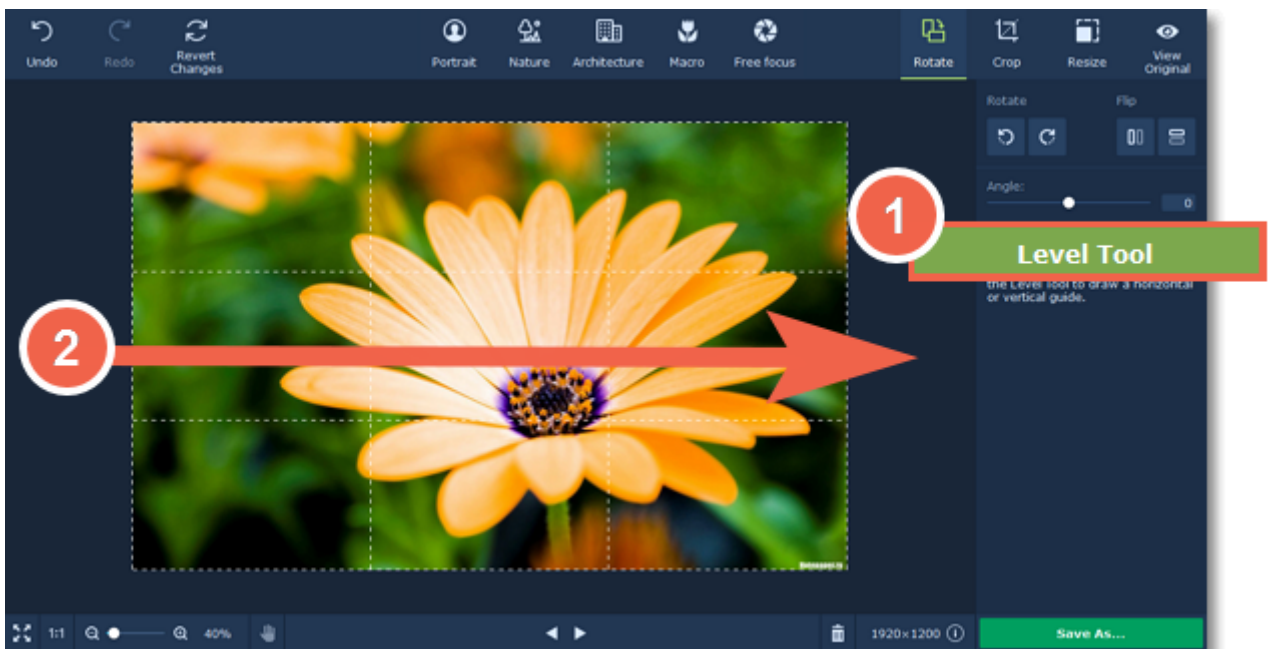 Undo
Redo
Revert
Changes
Portrait
Nature
Architecture
Macro
Free focus
Rotate
Crop
Resize
View
Original
Rotate
Flip
Angle:
0
1
Level Tool
the Level Tool to draw a horizontal
or vertical guide.
2
1:1
40%
1920×1200
Save As...